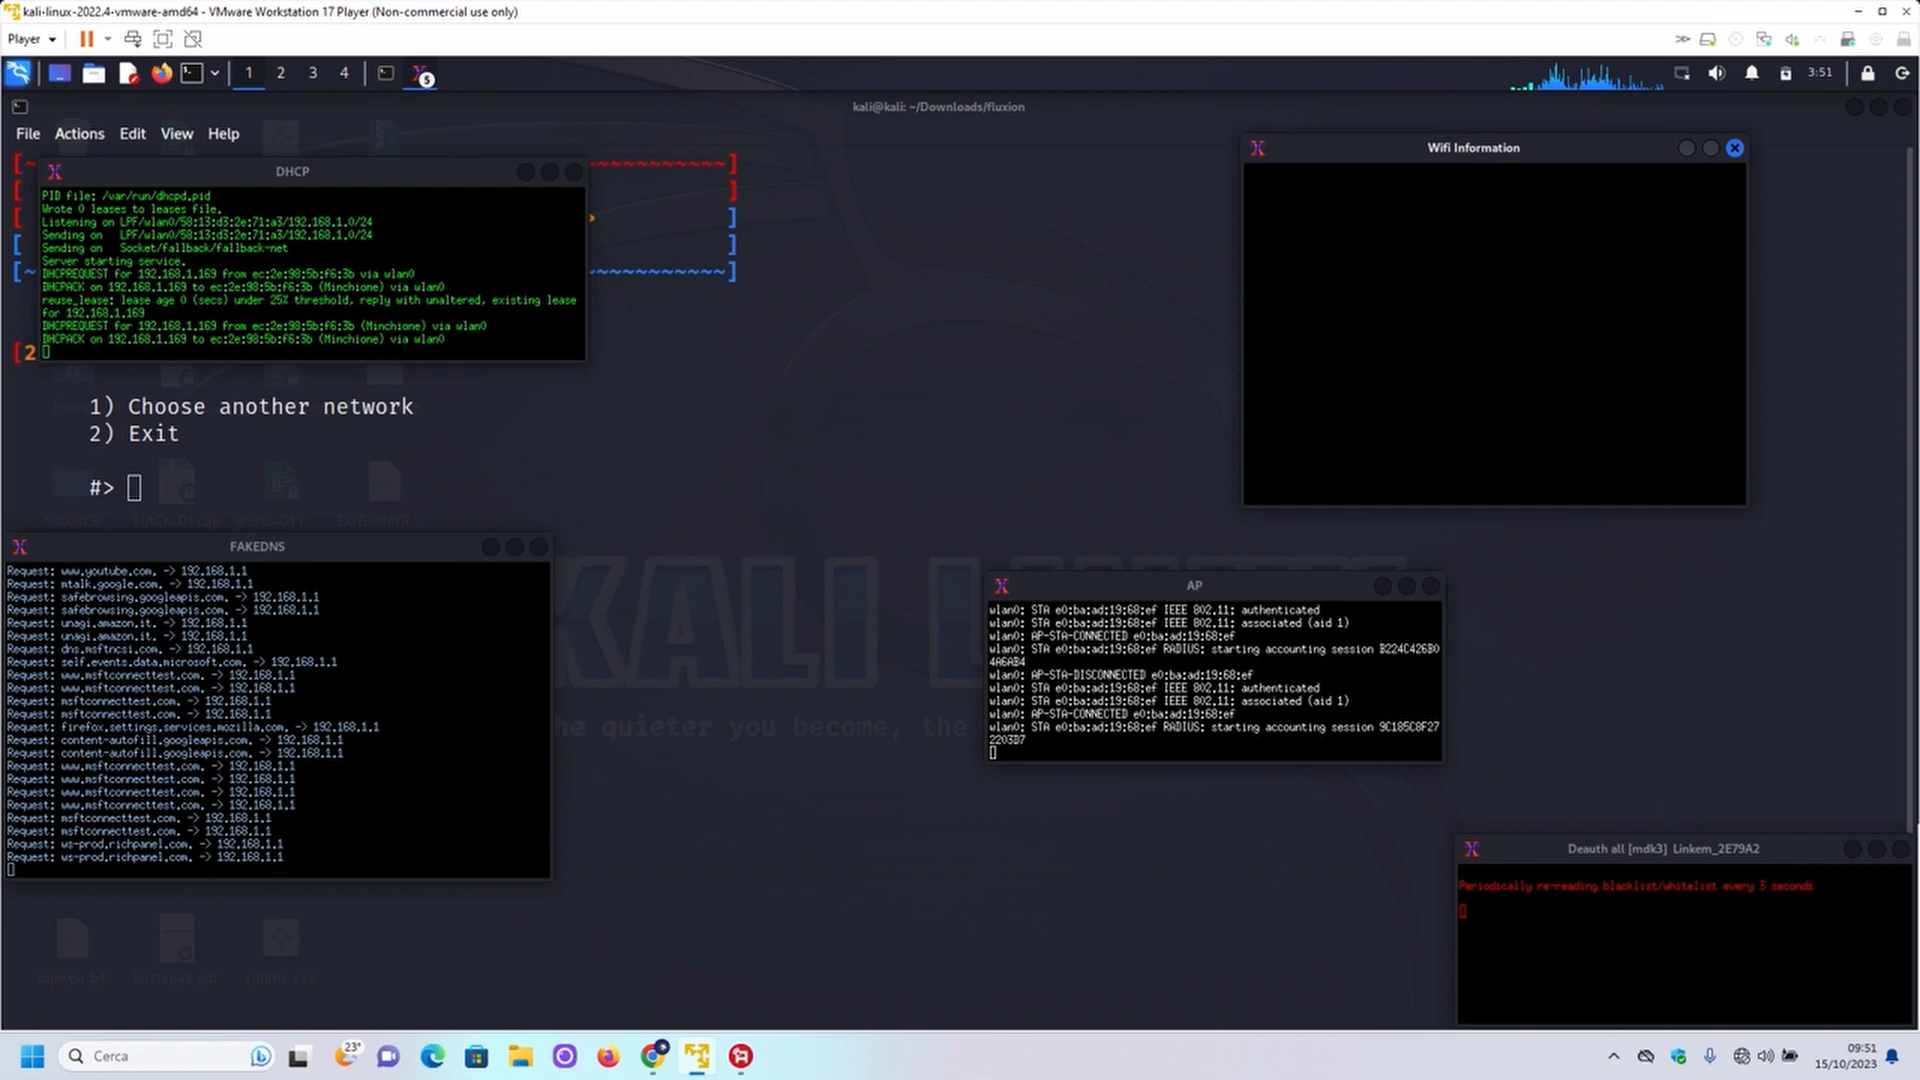 kali-linux-2022.4-vmware-amd64 - VMware Workstation 17 Player (Non-commercial use only)
Player
1 2 3 4
5
3:51
kali@kali: ~/Downloads/fluxion
File Actions Edit View Help
[~ ~~~~~~~~~~~]
DHCP
PID file: /var/run/dhcpd.pid
Wrote 0 leases to leases file.
Listening on LPF/wlan0/58:13:d3:2e:71:a3/192.168.1.0/24
Sending on   LPF/wlan0/58:13:d3:2e:71:a3/192.168.1.0/24
Sending on   Socket/fallback/fallback-net
Server starting service.
DHCPREQUEST for 192.168.1.169 from ec:2e:98:5b:f6:3b via wlan0
DHCPACK on 192.168.1.169 to ec:2e:98:5b:f6:3b (Minchione) via wlan0
reuse_lease: lease age 0 (secs) under 25% threshold, reply with unaltered, existing lease
for 192.168.1.169
DHCPREQUEST for 192.168.1.169 from ec:2e:98:5b:f6:3b (Minchione) via wlan0
DHCPACK on 192.168.1.169 to ec:2e:98:5b:f6:3b (Minchione) via wlan0
[2
1) Choose another network
2) Exit
#>
Wifi Information
Sublist3r
HACK-01.cap
FAKEDNS
Request: www.youtube.com. -> 192.168.1.1
Request: mtalk.google.com. -> 192.168.1.1
Request: safebrowsing.googleapis.com. -> 192.168.1.1
Request: safebrowsing.googleapis.com. -> 192.168.1.1
Request: unagi.amazon.it. -> 192.168.1.1
Request: unagi.amazon.it. -> 192.168.1.1
Request: dns.msftncsi.com. -> 192.168.1.1
Request: self.events.data.microsoft.com. -> 192.168.1.1
Request: www.msftconnecttest.com. -> 192.168.1.1
Request: www.msftconnecttest.com. -> 192.168.1.1
Request: msftconnecttest.com. -> 192.168.1.1
Request: msftconnecttest.com. -> 192.168.1.1
Request: firefox.settings.services.mozilla.com. -> 192.168.1.1
Request: content-autofill.googleapis.com. -> 192.168.1.1
Request: content-autofill.googleapis.com. -> 192.168.1.1
Request: www.msftconnecttest.com. -> 192.168.1.1
Request: www.msftconnecttest.com. -> 192.168.1.1
Request: www.msftconnecttest.com. -> 192.168.1.1
Request: www.msftconnecttest.com. -> 192.168.1.1
Request: msftconnecttest.com. -> 192.168.1.1
Request: msftconnecttest.com. -> 192.168.1.1
Request: ws-prod.richpanel.com. -> 192.168.1.1
Request: ws-prod.richpanel.com. -> 192.168.1.1
KALI L
he quieter you become, the
AP
wlan0: STA e0:ba:ad:19:68:ef IEEE 802.11: authenticated
wlan0: STA e0:ba:ad:19:68:ef IEEE 802.11: associated (aid 1)
wlan0: AP-STA-CONNECTED e0:ba:ad:19:68:ef
wlan0: STA e0:ba:ad:19:68:ef RADIUS: starting accounting session B224C426B0
4A6AB4
wlan0: AP-STA-DISCONNECTED e0:ba:ad:19:68:ef
wlan0: STA e0:ba:ad:19:68:ef IEEE 802.11: authenticated
wlan0: STA e0:ba:ad:19:68:ef IEEE 802.11: associated (aid 1)
wlan0: AP-STA-CONNECTED e0:ba:ad:19:68:ef
wlan0: STA e0:ba:ad:19:68:ef RADIUS: starting accounting session 9C185C8F27
2203D7
Deauth all [mdk3] Linkem_2E79A2
Periodically re-reading blacklist/whitelist every 3 seconds
tmpwpa.txt
bustapa2.pdf
runme.exe
Cerca
23°
09:51
15/10/2023